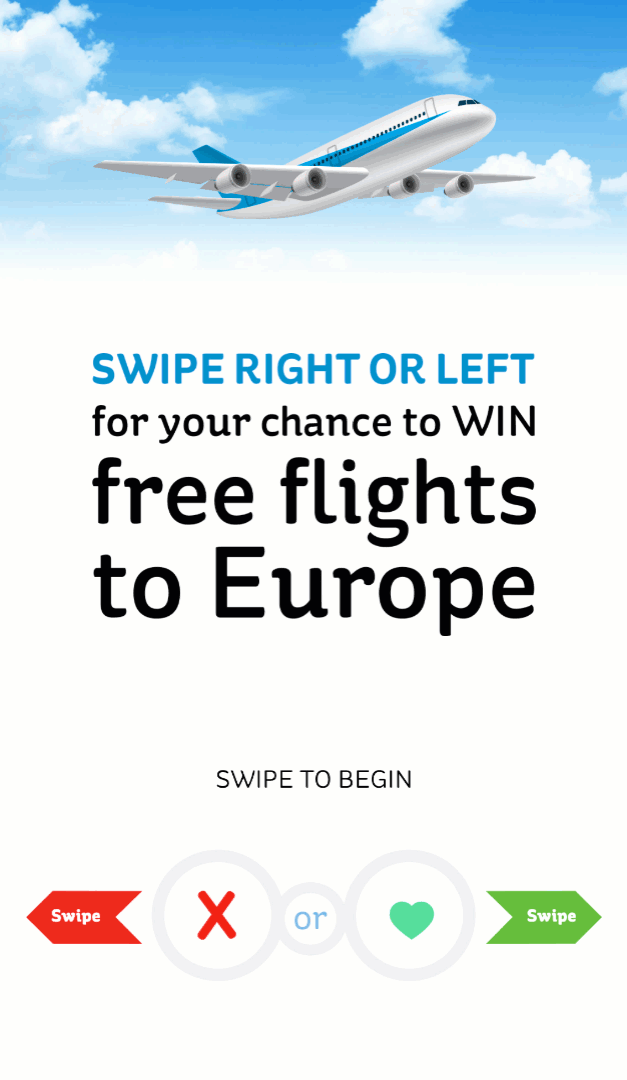 SWIPE RIGHT OR LEFT
for your chance to WIN
free flights
to Europe
SWIPE TO BEGIN
Swipe X or Swipe